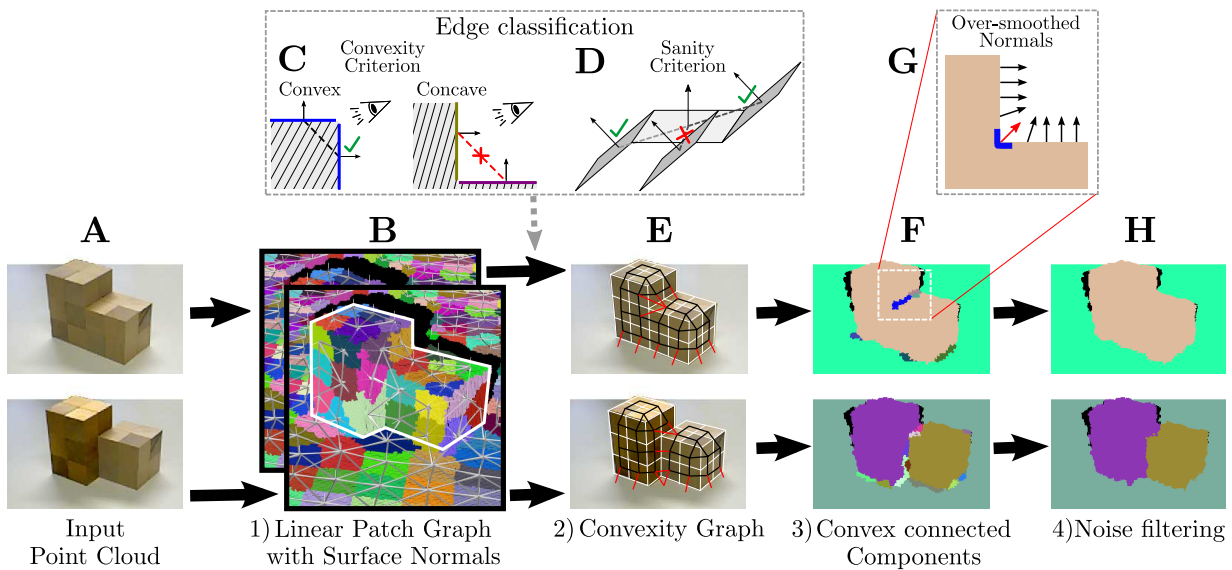 Edge classification
C
Convexity
Criterion
Convex
Concave
D
Sanity
Criterion
G
Over-smoothed
Normals
A
B
E
F
H
Input
Point Cloud
1) Linear Patch Graph
with Surface Normals
2) Convexity Graph
3) Convex connected
Components
4) Noise filtering